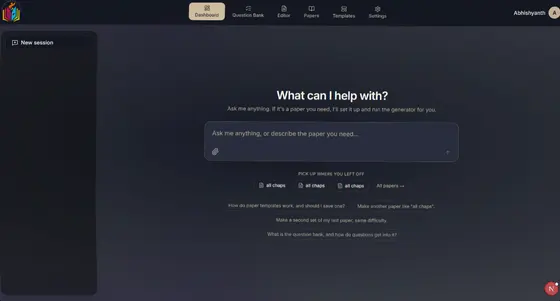 Dashboard
Question Bank
Editor
Papers
Templates
Settings
Abhishyanth
A
New session
What can I help with?
Ask me anything. If it's a paper you need, I'll set it up and run the generator for you.
Ask me anything, or describe the paper you need...
PICK UP WHERE YOU LEFT OFF
all chaps
all chaps
all chaps
All papers →
How do paper templates work, and should I save one?
Make another paper like "all chaps".
Make a second set of my last paper, same difficulty.
What is the question bank, and how do questions get into it?
N